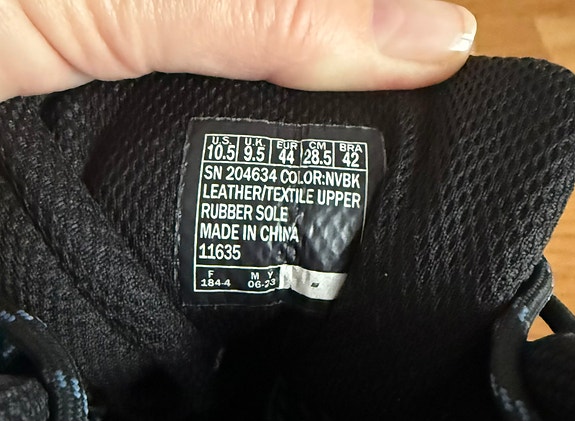 U.S. U.K. EUR CM BRA
10.5 9.5 44 28.5 42
SN 204634 COLOR:NVBK
LEATHER/TEXTILE UPPER
RUBBER SOLE
MADE IN CHINA
11635
F M Y
184-4 06-23